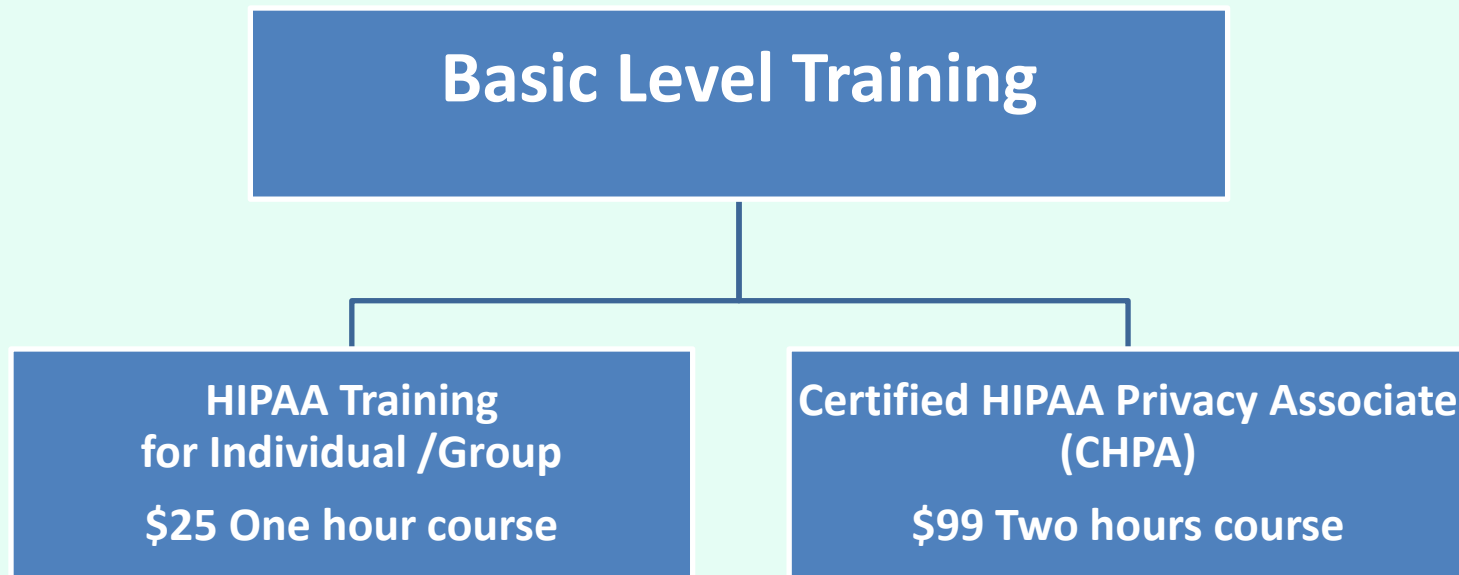 Basic Level Training
HIPAA Training
for Individual /Group
$25 One hour course
Certified HIPAA Privacy Associate
(CHPA)
$99 Two hours course